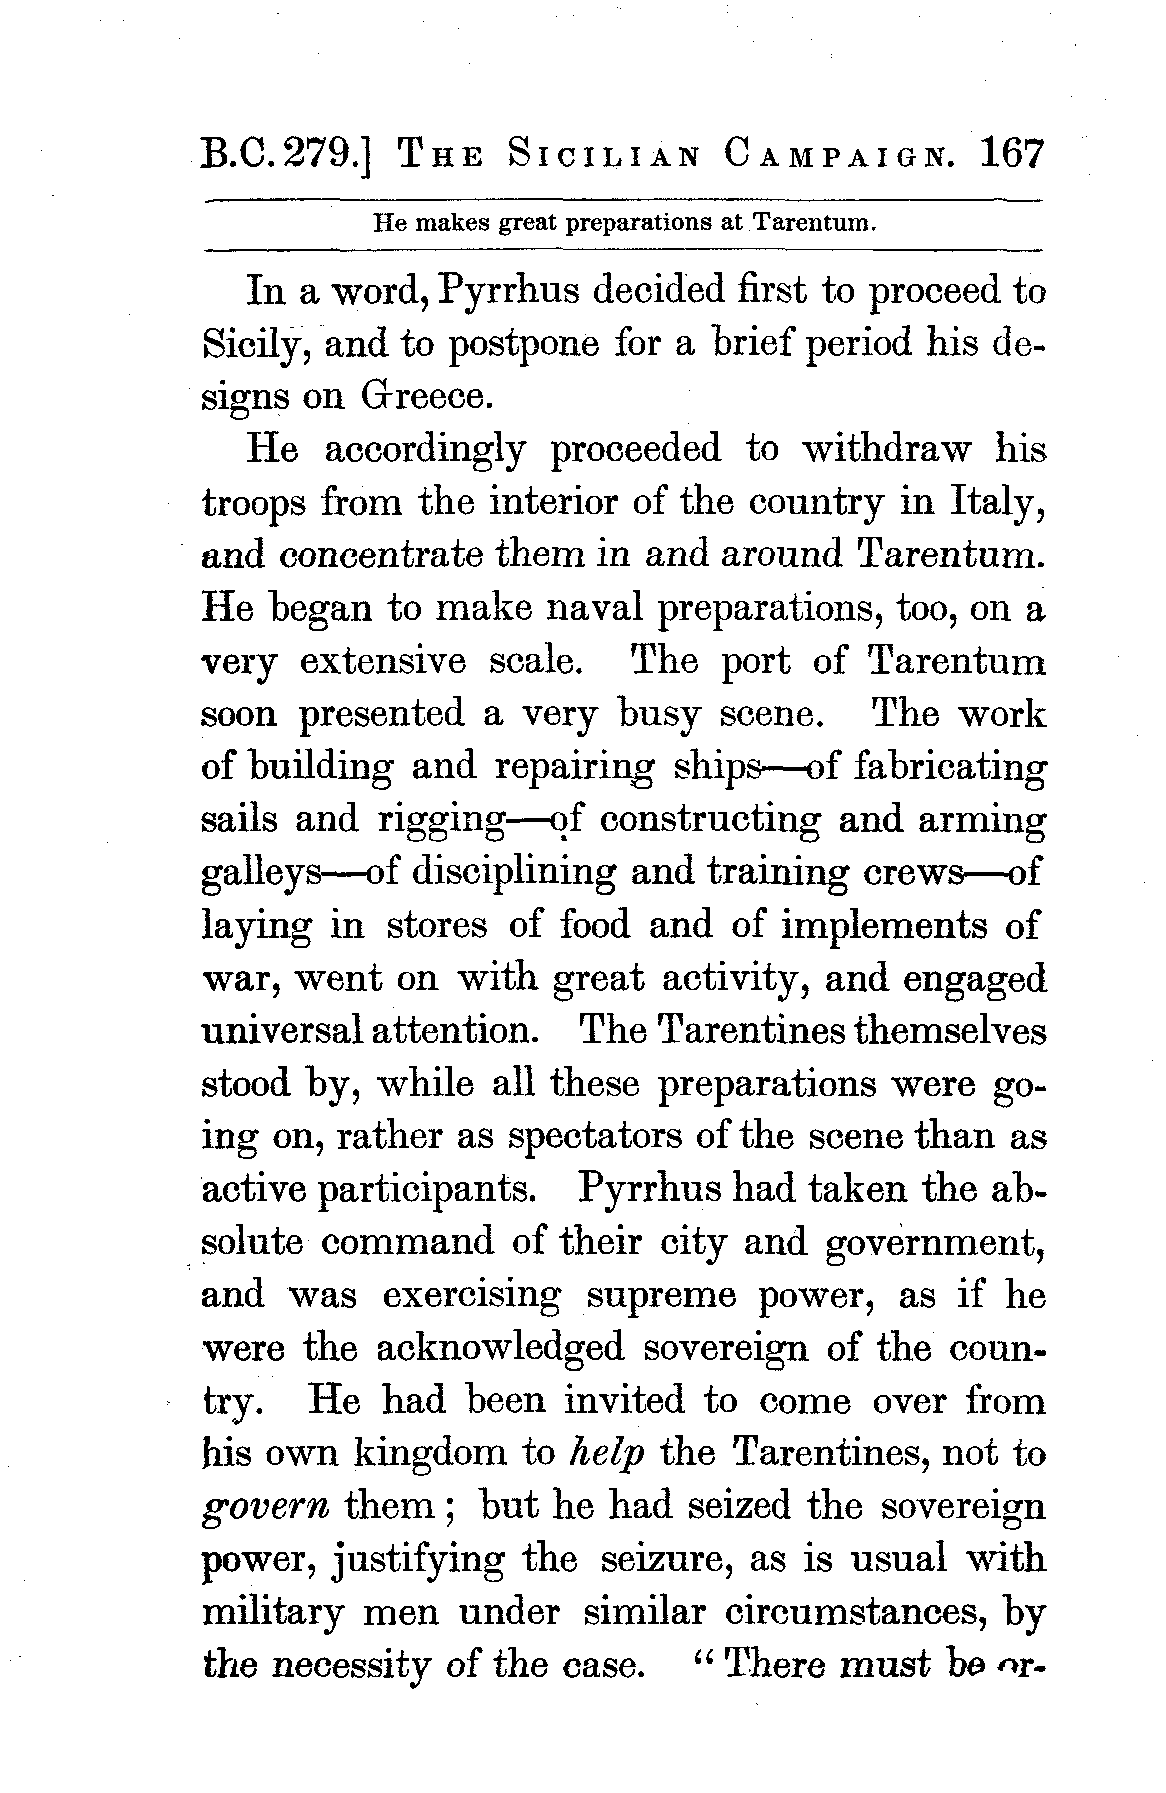 B.C. 279.] THE SICILIAN CAMPAIGN. 167
He makes great preparations at Tarentum.
In a word, Pyrrhus decided first to proceed to
Sicily, and to postpone for a brief period his de-
signs on Greece.
He accordingly proceeded to withdraw his
troops from the interior of the country in Italy,
and concentrate them in and around Tarentum.
He began to make naval preparations, too, on a
very extensive scale. The port of Tarentum
soon presented a very busy scene. The work
of building and repairing ships—of fabricating
sails and rigging—of constructing and arming
galleys—of disciplining and training crews—of
laying in stores of food and of implements of
war, went on with great activity, and engaged
universal attention. The Tarentines themselves
stood by, while all these preparations were go-
ing on, rather as spectators of the scene than as
active participants. Pyrrhus had taken the ab-
solute command of their city and government,
and was exercising supreme power, as if he
were the acknowledged sovereign of the coun-
try. He had been invited to come over from
his own kingdom to help the Tarentines, not to
govern them; but he had seized the sovereign
power, justifying the seizure, as is usual with
military men under similar circumstances, by
the necessity of the case. "There must be or-